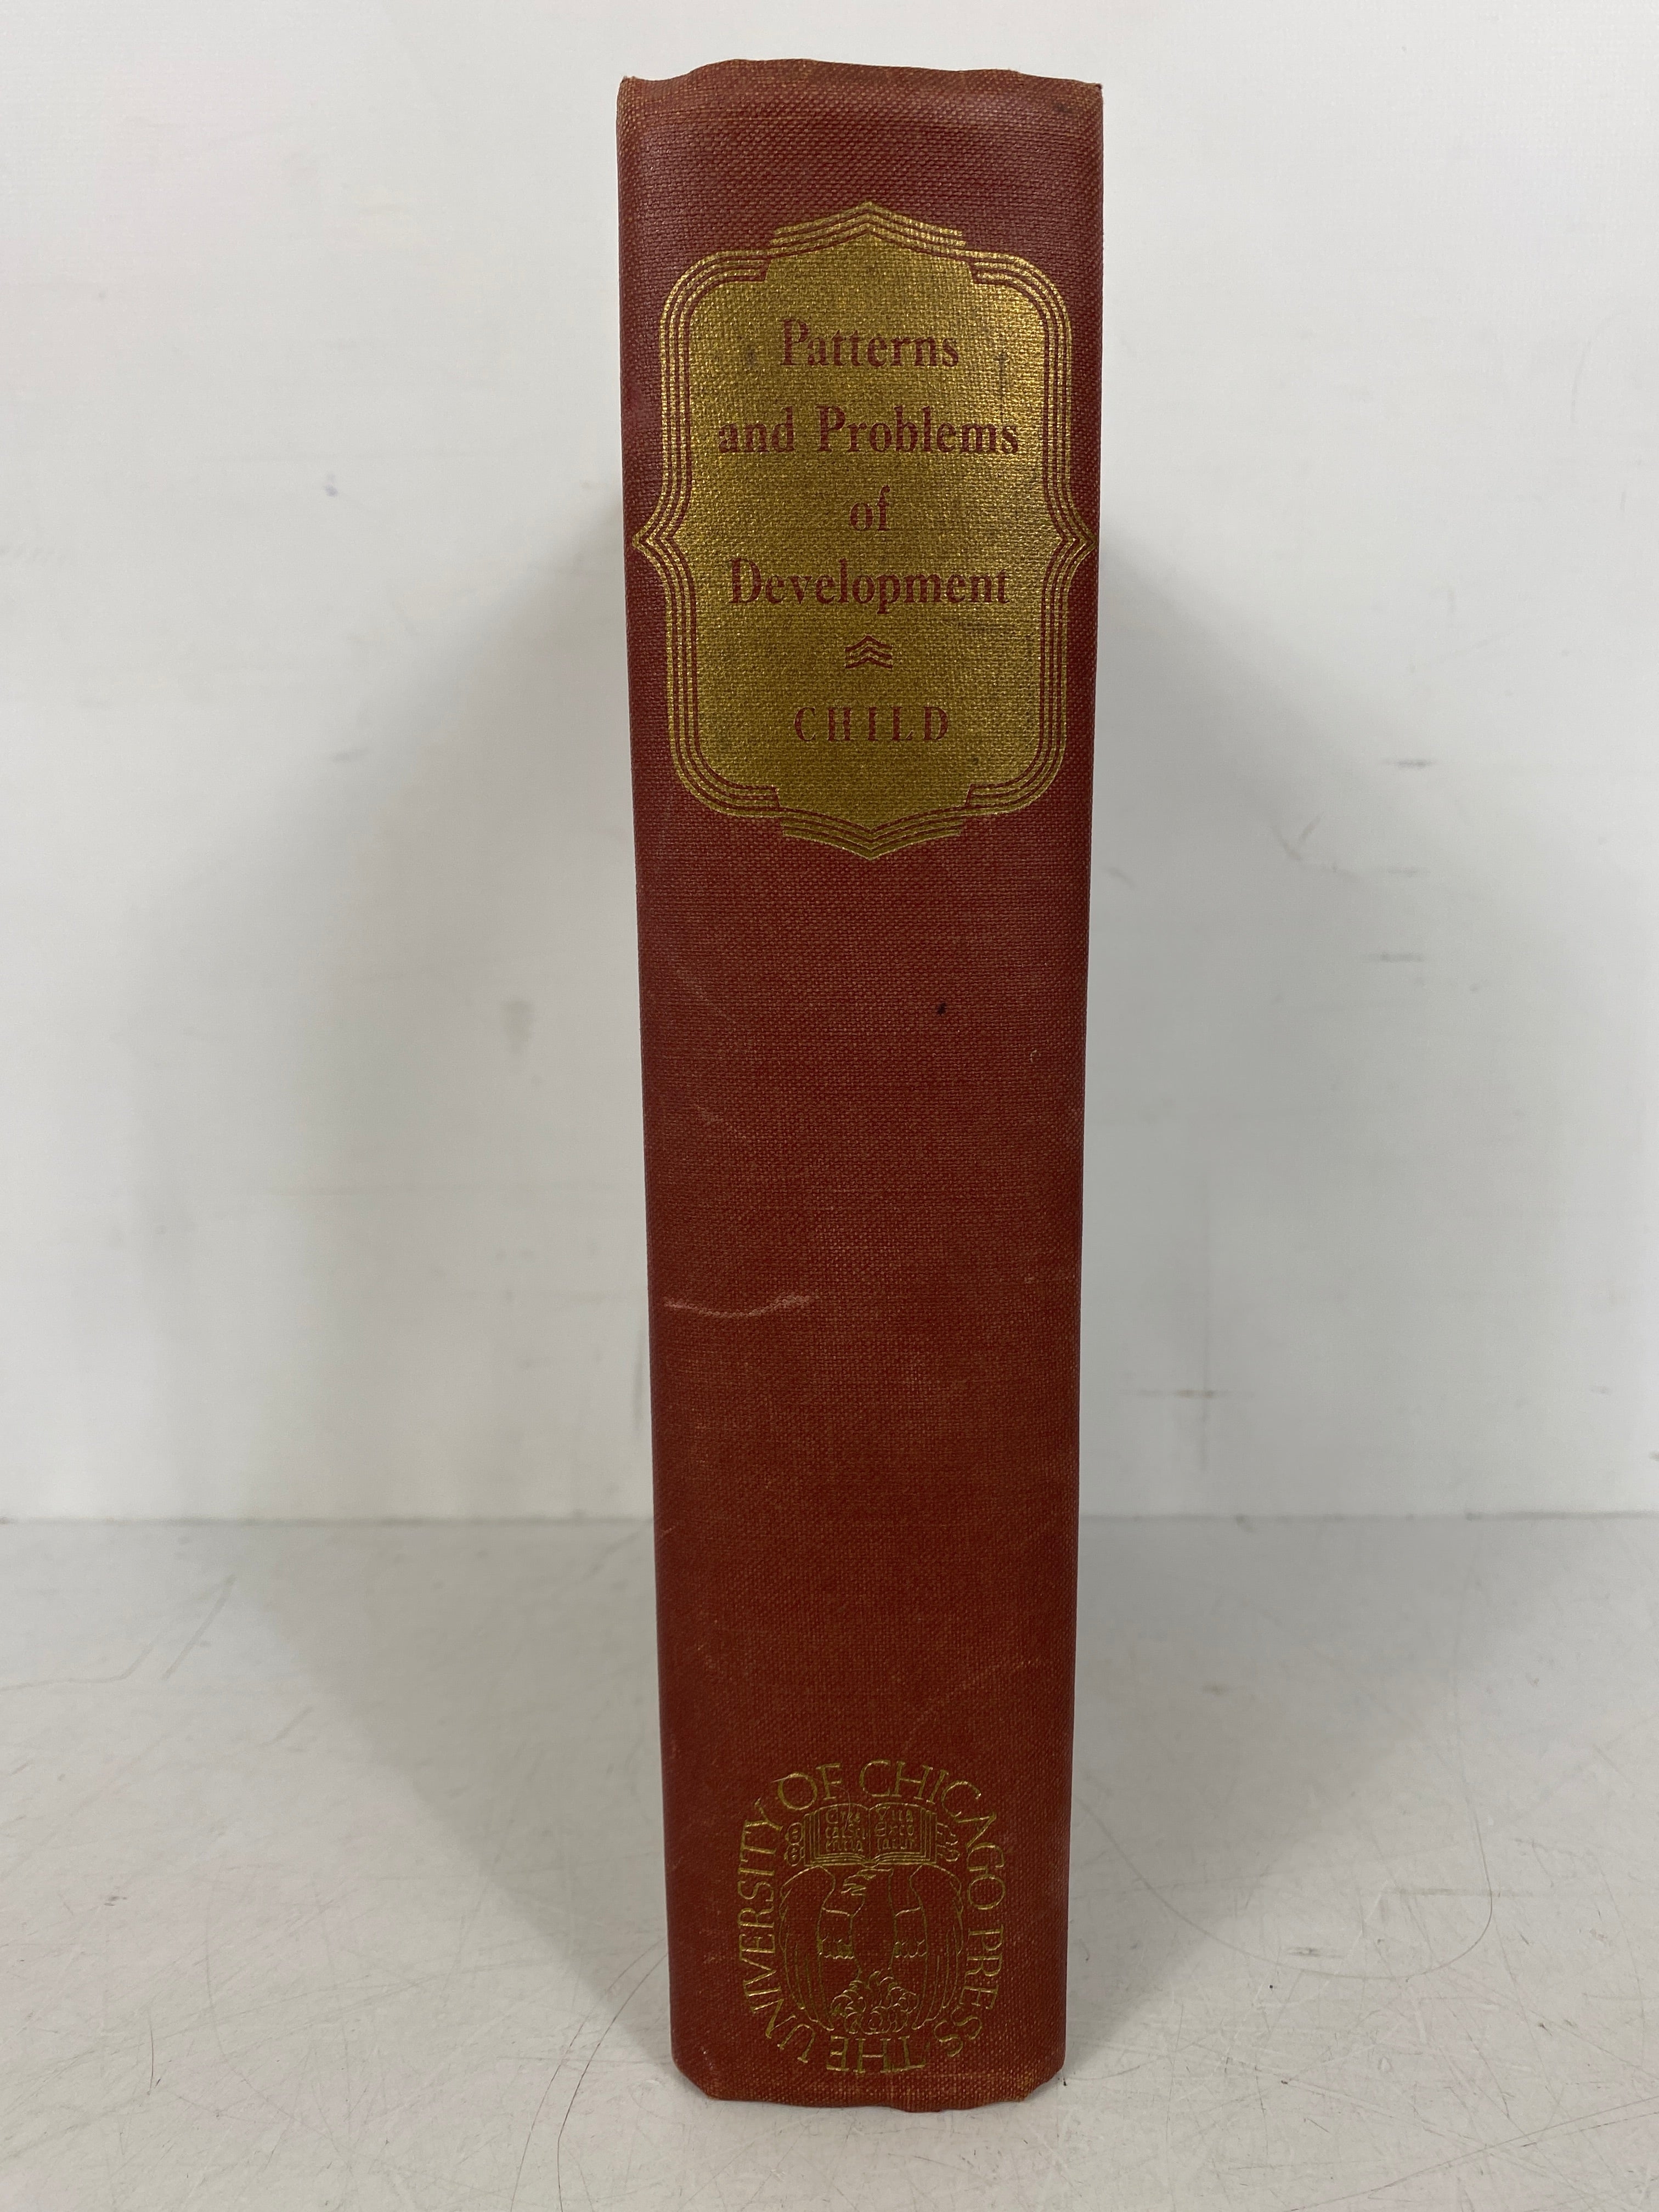 Patterns
and Problems
of
Development
CHILD
THE UNIVERSITY OF CHICAGO PRESS